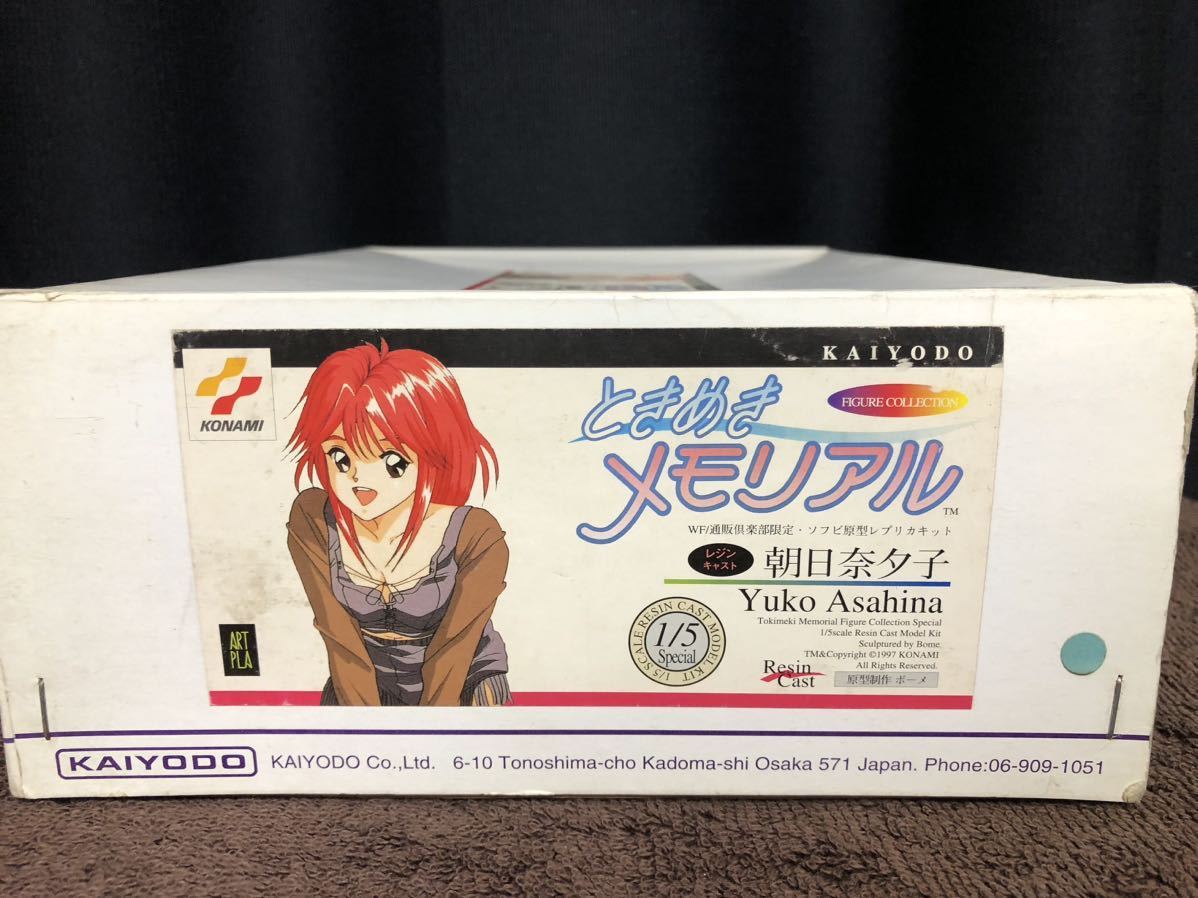 KAIYODO
KONAMI
ときめき
メモリアル
TM
FIGURE COLLECTION
WF/通販倶楽部限定・ソフビ原型レプリカキット
レジン
キャスト
朝日奈夕子
Yuko Asahina
Tokimeki Memorial Figure Collection Special
1/5scale Resin Cast Model Kit
Sculptured by Bome
TM&Copyright ©1997 KONAMI
All Rights Reserved.
1/5 SCALE RESIN CAST MODEL KIT
1/5
Special
Resin
Cast
原型制作 ボーメ
ART
PLA
KAIYODO
KAIYODO Co.,Ltd. 6-10 Tonoshima-cho Kadoma-shi Osaka 571 Japan. Phone:06-909-1051